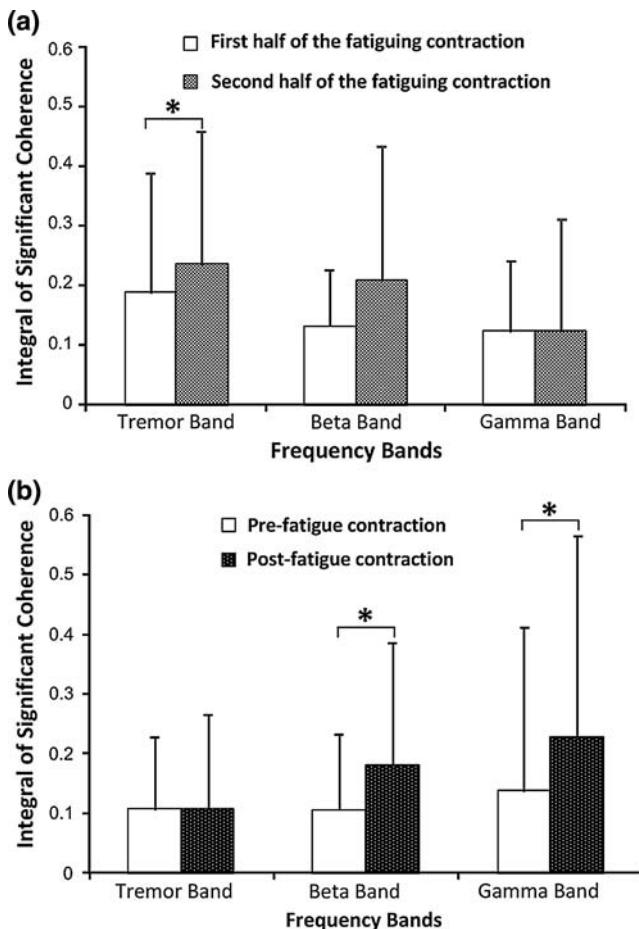 (a)
0.6
0.5
0.4
0.3
0.2
0.1
0
Integral of Significant Coherence
First half of the fatiguing contraction
Second half of the fatiguing contraction
*
Tremor Band Beta Band Gamma Band
Frequency Bands
(b)
0.6
0.5
0.4
0.3
0.2
0.1
0
Integral of Significant Coherence
Pre-fatigue contraction
Post-fatigue contraction
*
*
Tremor Band Beta Band Gamma Band
Frequency Bands